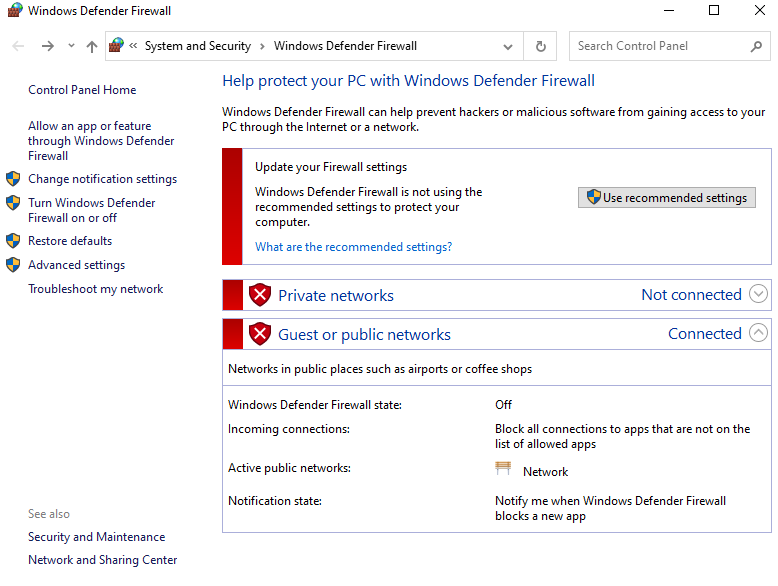 Windows Defender Firewall
« System and Security › Windows Defender Firewall
Search Control Panel
Control Panel Home
Allow an app or feature
through Windows Defender
Firewall
Change notification settings
Turn Windows Defender
Firewall on or off
Restore defaults
Advanced settings
Troubleshoot my network
See also
Security and Maintenance
Network and Sharing Center
Help protect your PC with Windows Defender Firewall
Windows Defender Firewall can help prevent hackers or malicious software from gaining access to your
PC through the Internet or a network.
Update your Firewall settings
Windows Defender Firewall is not using the
recommended settings to protect your
computer.
What are the recommended settings?
Use recommended settings
Private networks Not connected
Guest or public networks Connected
Networks in public places such as airports or coffee shops
Windows Defender Firewall state: Off
Incoming connections: Block all connections to apps that are not on the
list of allowed apps
Active public networks: Network
Notification state: Notify me when Windows Defender Firewall
blocks a new app